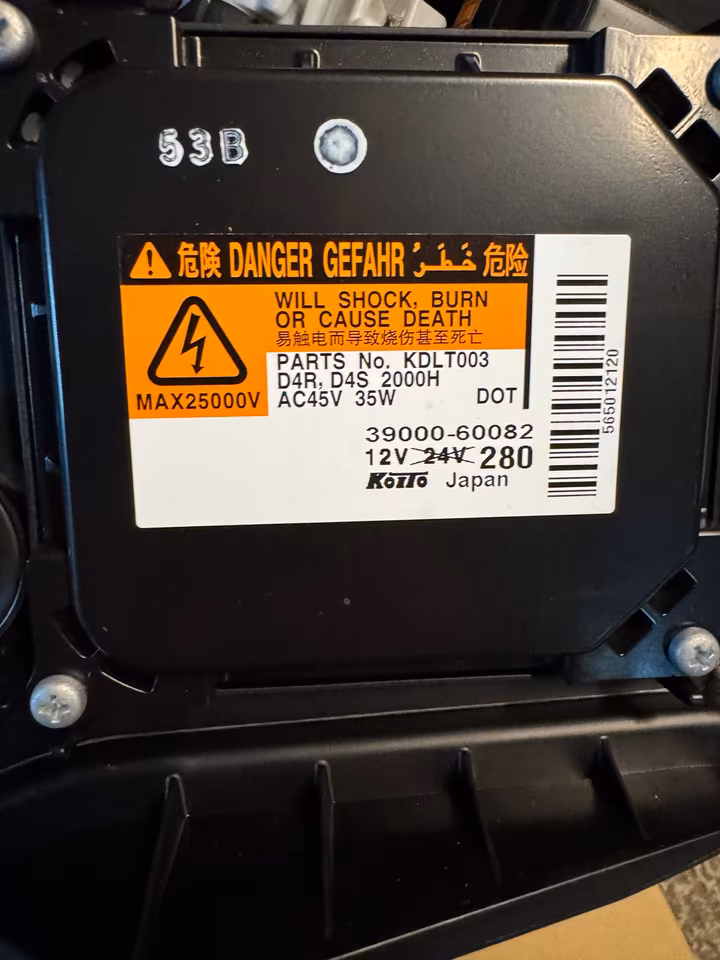 53B
危険 DANGER GEFAHR خَطَرٌ 危险
WILL SHOCK, BURN
OR CAUSE DEATH
易触电而导致烧伤甚至死亡
MAX25000V
PARTS No. KDLT003
D4R, D4S 2000H
AC45V 35W DOT
39000-60082
12V 24V 280
KOITO Japan
565012120